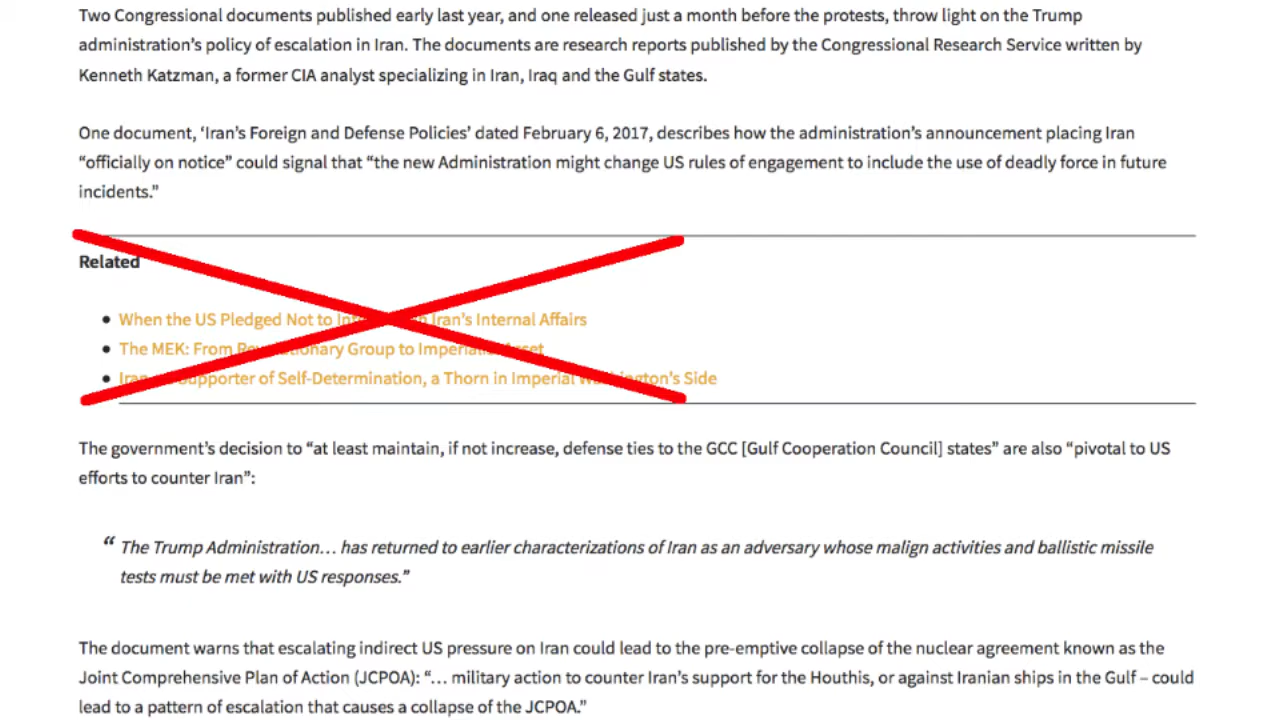 Two Congressional documents published early last year, and one released just a month before the protests, throw light on the Trump
administration's policy of escalation in Iran. The documents are research reports published by the Congressional Research Service written by
Kenneth Katzman, a former CIA analyst specializing in Iran, Iraq and the Gulf states.
One document, ‘Iran's Foreign and Defense Policies’ dated February 6, 2017, describes how the administration's announcement placing Iran
“officially on notice” could signal that “the new Administration might change US rules of engagement to include the use of deadly force in future
incidents.”
Related
• When the US Pledged Not to Iran's Internal Affairs
• The MEK: From Revolutionary Group to Imperialist Asset
• Supporter of Self-Determination, a Thorn in Imperial Washington's Side
The government's decision to “at least maintain, if not increase, defense ties to the GCC [Gulf Cooperation Council] states” are also “pivotal to US
efforts to counter Iran”:
“ The Trump Administration… has returned to earlier characterizations of Iran as an adversary whose malign activities and ballistic missile
tests must be met with US responses.”
The document warns that escalating indirect US pressure on Iran could lead to the pre-emptive collapse of the nuclear agreement known as the
Joint Comprehensive Plan of Action (JCPOA): “… military action to counter Iran's support for the Houthis, or against Iranian ships in the Gulf – could
lead to a pattern of escalation that causes a collapse of the JCPOA.”